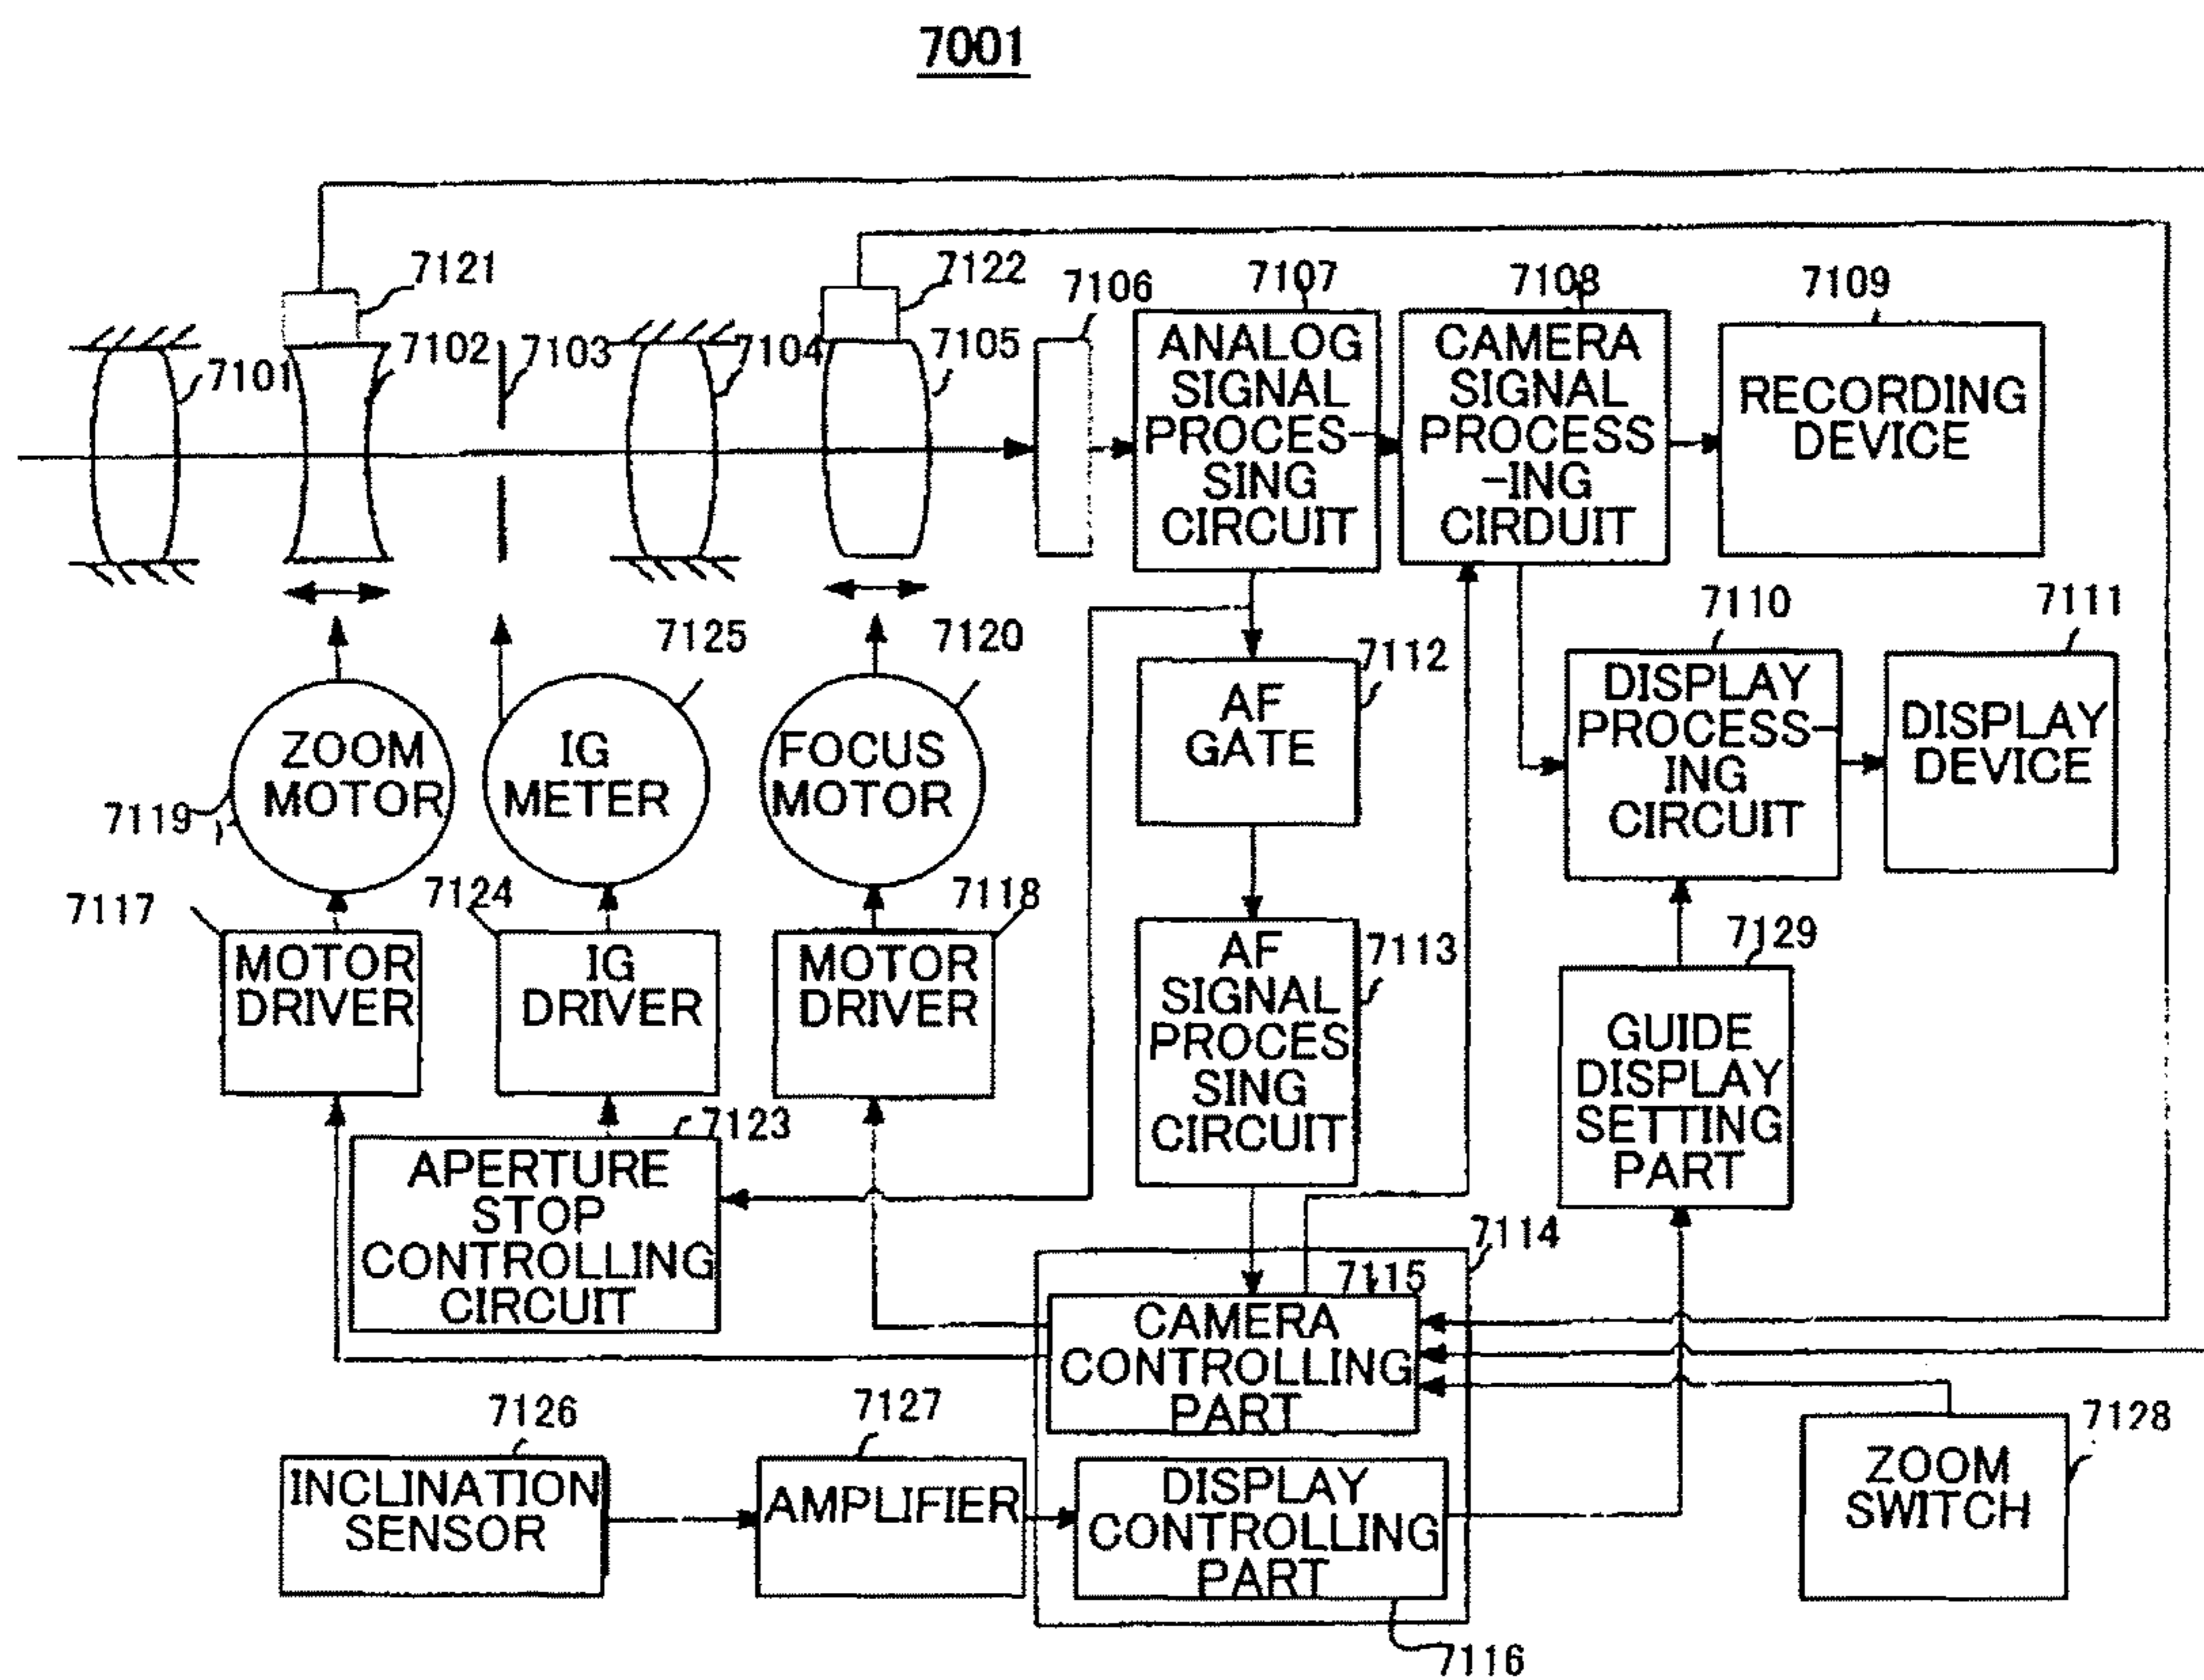 7001
7121
7122
7106
7107
7108
7109
7101
7102
7103
7104
7105
ANALOG
SIGNAL
PROCES-
SING
CIRCUIT
CAMERA
SIGNAL
PROCESS
-ING
CIRDUIT
RECORDING
DEVICE
7125
7120
7112
7110
7111
ZOOM
MOTOR
IG
METER
FOCUS
MOTOR
AF
GATE
DISPLAY
PROCESS-
ING
CIRCUIT
DISPLAY
DEVICE
7119
7117
7124
7118
7113
7129
MOTOR
DRIVER
IG
DRIVER
MOTOR
DRIVER
AF
SIGNAL
PROCES
SING
CIRCUIT
GUIDE
DISPLAY
SETTING
PART
7123
APERTURE
STOP
CONTROLLING
CIRCUIT
7114
7115
CAMERA
CONTROLLING
PART
7126
7127
7128
INCLINATION
SENSOR
AMPLIFIER
DISPLAY
CONTROLLING
PART
ZOOM
SWITCH
7116